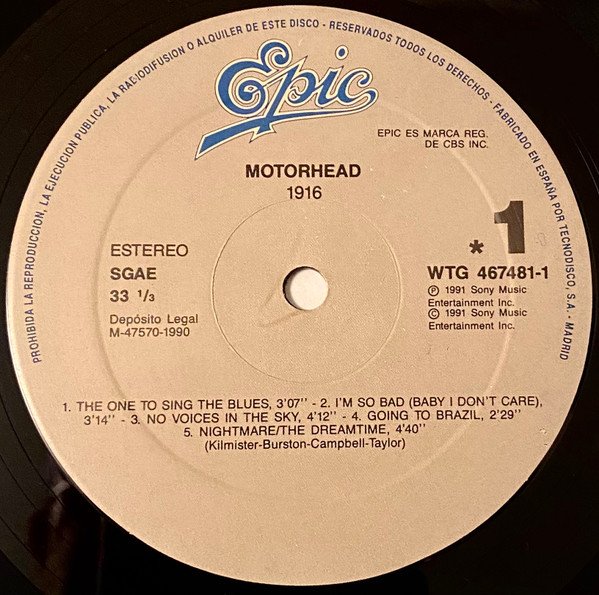 PROHIBIDA LA REPRODUCCION, LA EJECUCION PUBLICA, LA RADIODIFUSION O ALQUILER DE ESTE DISCO - RESERVADOS TODOS LOS DERECHOS - FABRICADO EN ESPAÑA POR TECNODISCO, S.A. - MADRID
Epic
EPIC ES MARCA REG.
DE CBS INC.
MOTORHEAD
1916
* 1
ESTEREO
SGAE
33 1/3
Depósito Legal
M-47570-1990
WTG 467481-1
Ⓟ 1991 Sony Music
Entertainment Inc.
© 1991 Sony Music
Entertainment Inc.
1. THE ONE TO SING THE BLUES, 3'07'' - 2. I'M SO BAD (BABY I DON'T CARE),
3'14'' - 3. NO VOICES IN THE SKY, 4'12'' - 4. GOING TO BRAZIL, 2'29''
5. NIGHTMARE/THE DREAMTIME, 4'40''
(Kilmister-Burston-Campbell-Taylor)